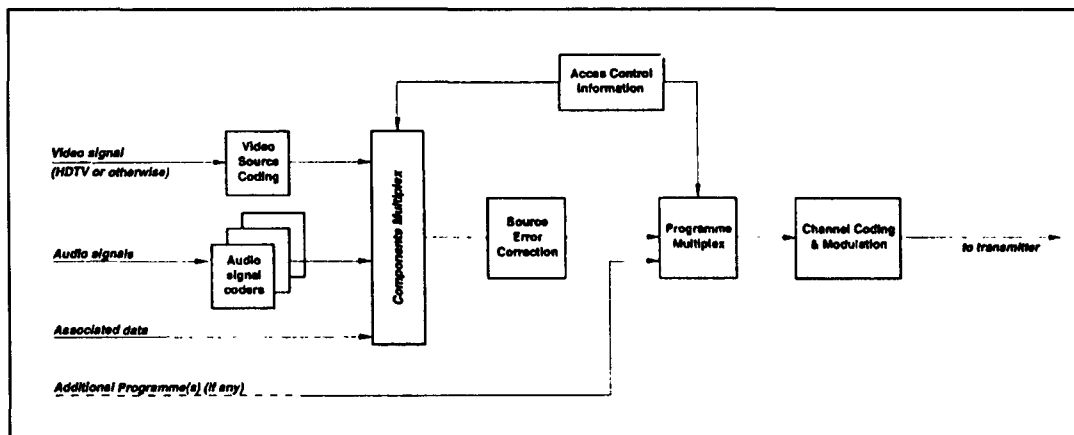 Acces Control
Information
Video signal
(HDTV or otherwise)
Video
Source
Coding
Components Multiplex
Source
Error
Correction
Programme
Multiplex
Channel Coding
& Modulation
to transmitter
Audio signals
Audio
signal
coders
Associated data
Additional Programme(s) (if any)